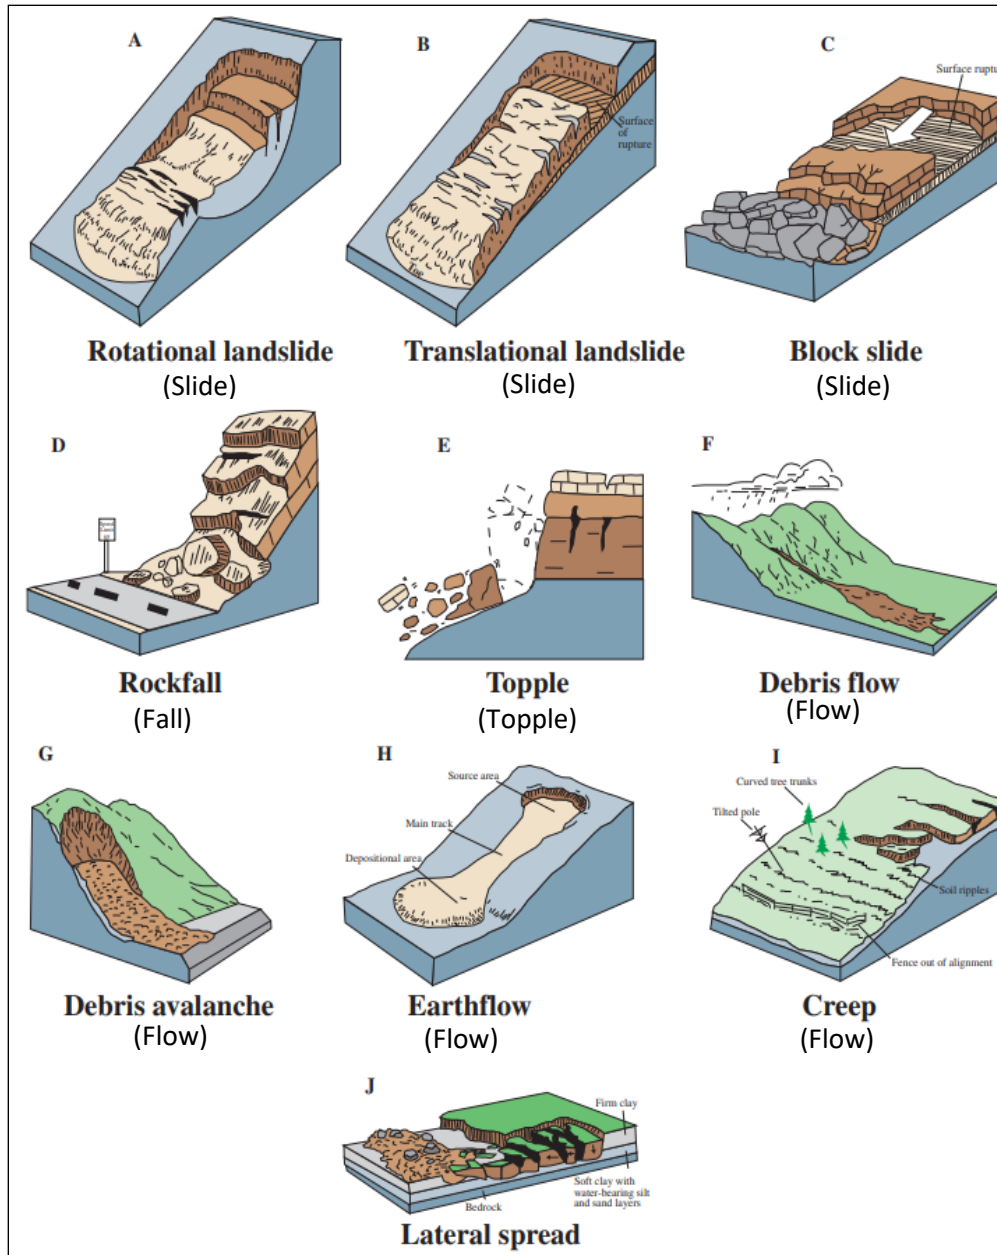 A
B
C
Surface
Surface
of
rupture
Toe
Rotational landslide
Translational landslide
Block slide
(Slide)
(Slide)
(Slide)
D
E
F
Rockfall
Topple
Debris flow
(Fall)
(Topple)
(Flow)
G
H
I
Source area
Main track
Depositional area
Curved tree trunks
Tilted pole
Soil ripples
Fence out of alignment
Debris avalanche
Earthflow
Creep
(Flow)
(Flow)
(Flow)
J
Firm clay
Soft clay with
water-bearing silt
and sand layers
Bedrock
Lateral spread